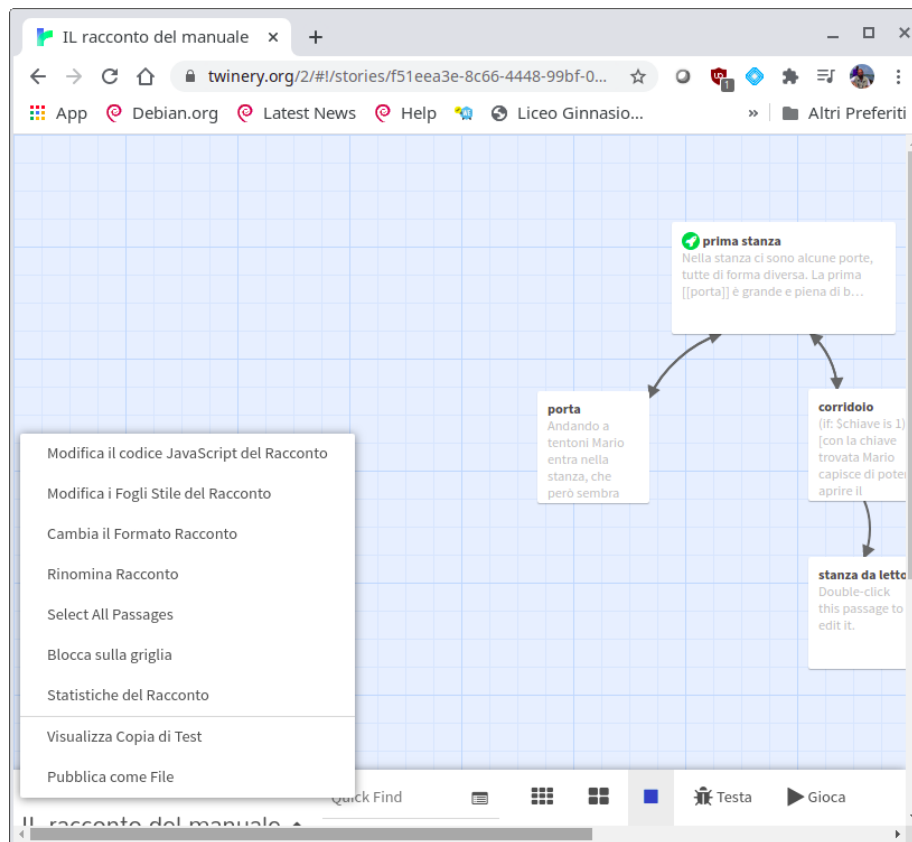 IL racconto del manuale
twinery.org/2/#!/stories/f51eea3e-8c66-4448-99bf-0...
App
Debian.org
Latest News
Help
Liceo Ginnasio...
»
Altri Preferiti
prima stanza
Nella stanza ci sono alcune porte,
tutte di forma diversa. La prima
[[porta]] è grande e piena di b…
porta
Andando a
tentoni Mario
entra nella
stanza, che
però sembra
corridoio
(if: $chiave is 1)
[con la chiave
trovata Mario
capisce di poter
aprire il
stanza da letto
Double-click
this passage to
edit it.
Modifica il codice JavaScript del Racconto
Modifica i Fogli Stile del Racconto
Cambia il Formato Racconto
Rinomina Racconto
Select All Passages
Blocca sulla griglia
Statistiche del Racconto
Visualizza Copia di Test
Pubblica come File
Quick Find
Testa
Gioca
IL racconto del manuale